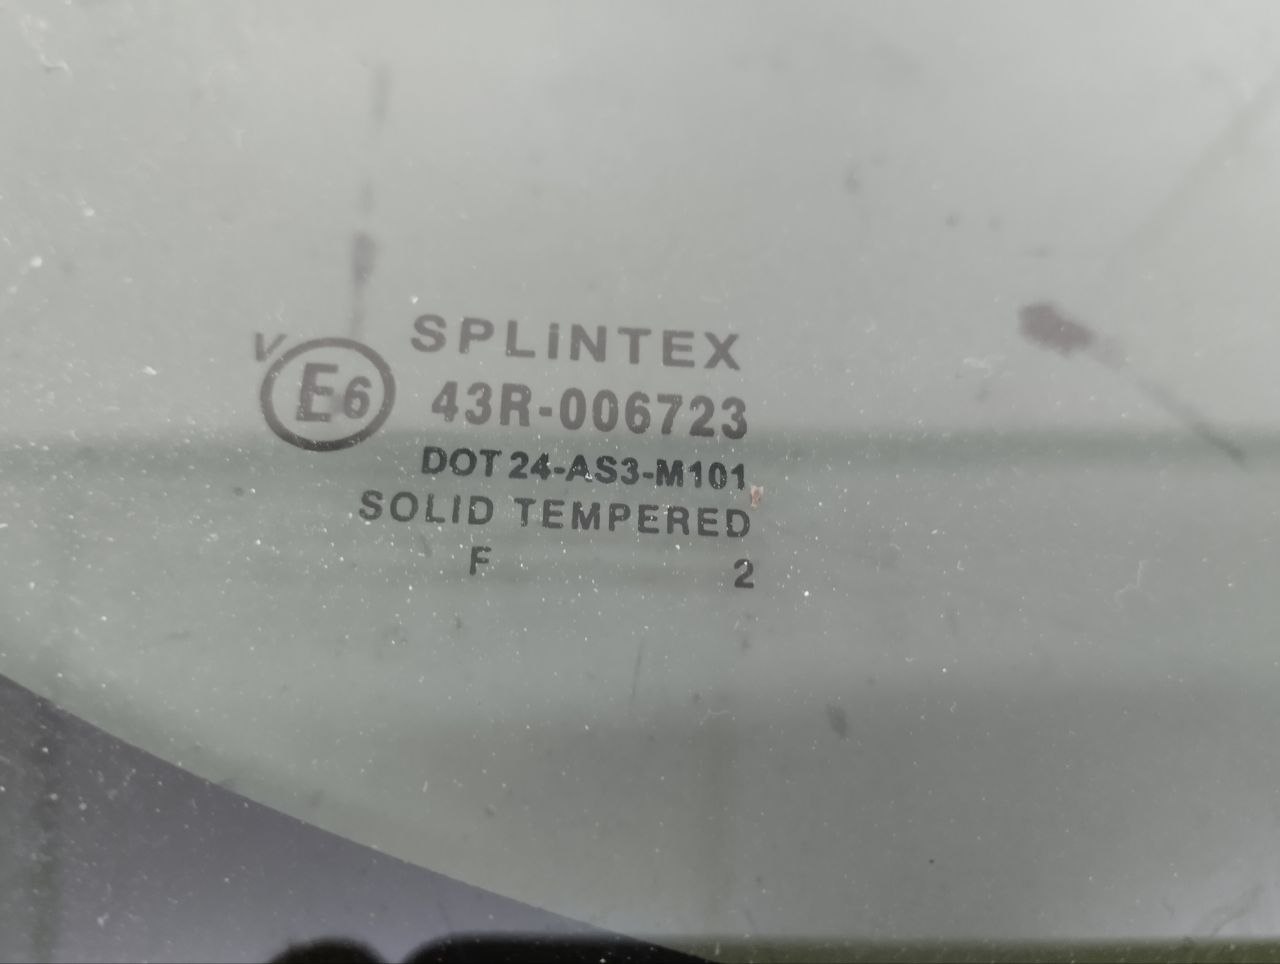 SPLiNTEX
V
E6 43R-006723
DOT 24-AS3-M101
SOLID TEMPERED
F 2